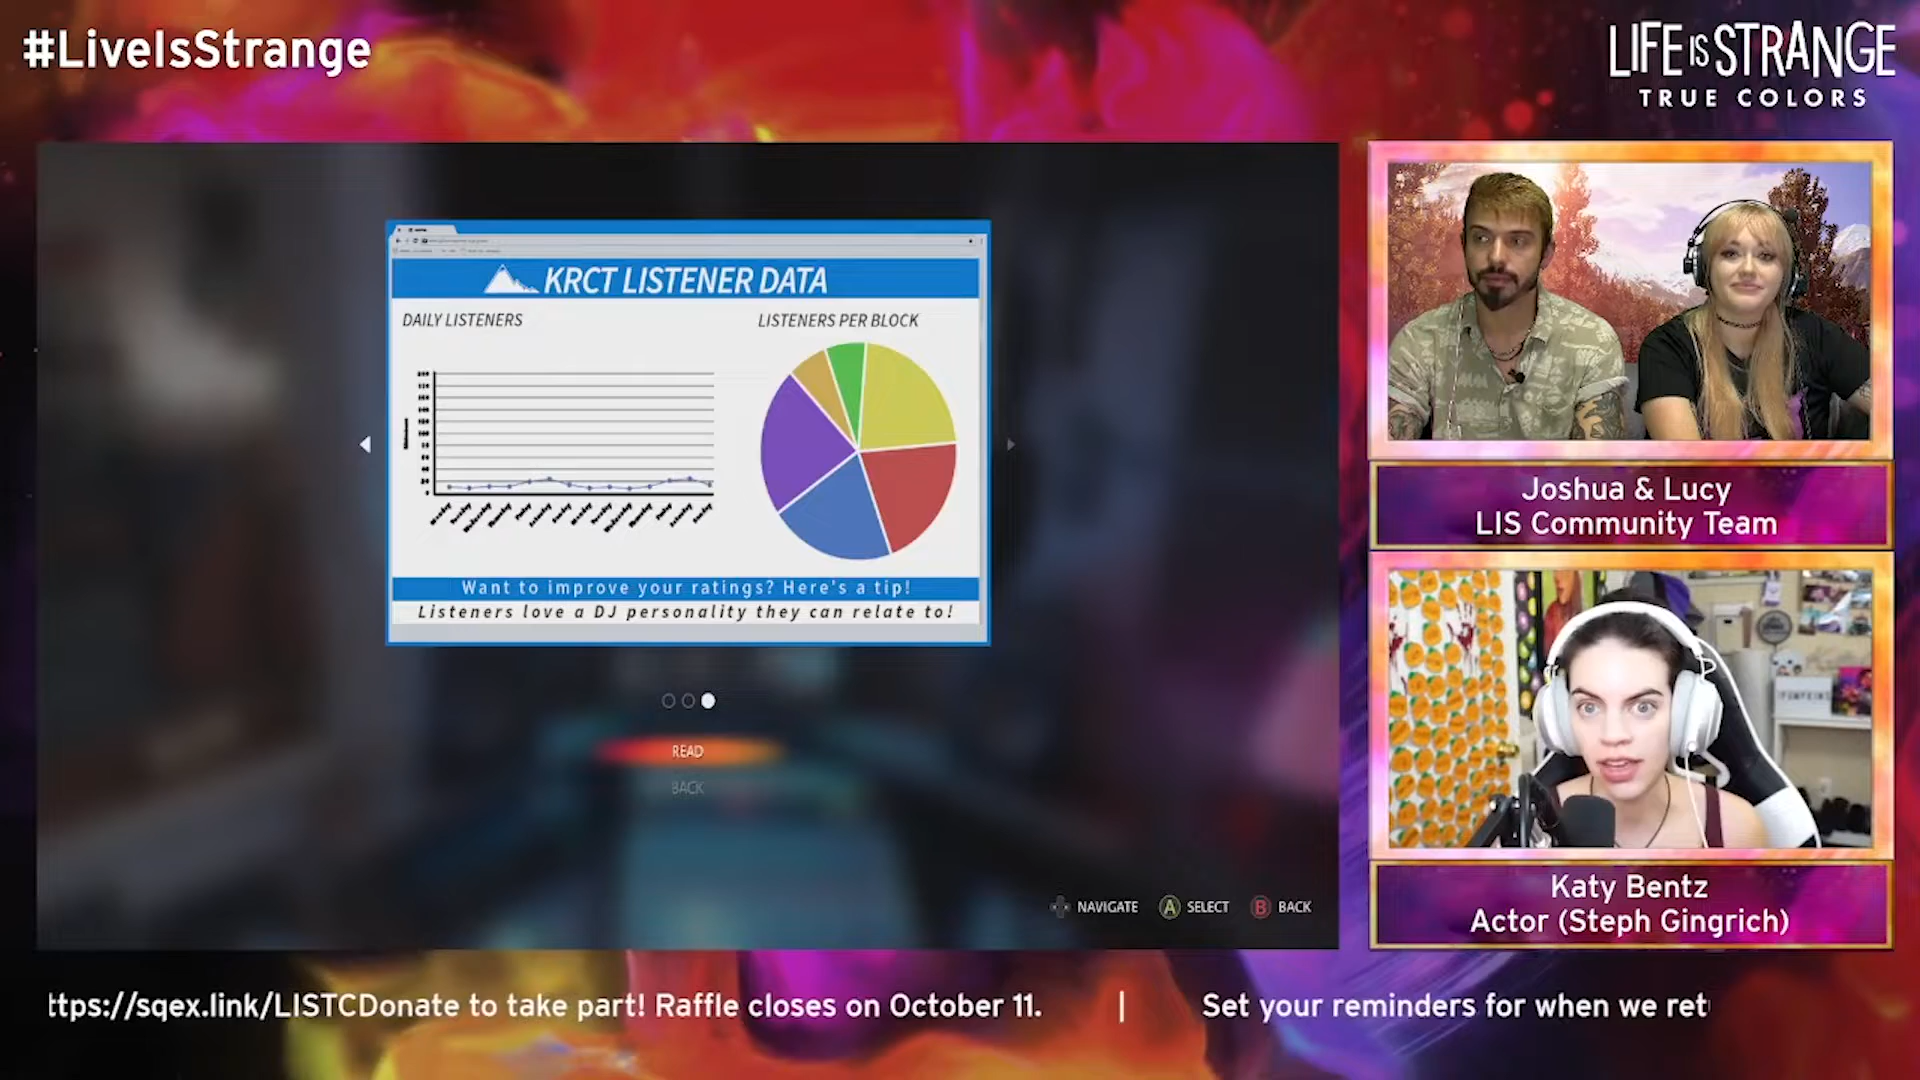 #LiveIsStrange
LIFE IS STRANGE
TRUE COLORS
KRCT LISTENER DATA
DAILY LISTENERS
LISTENERS PER BLOCK
Want to improve your ratings? Here's a tip!
Listeners love a DJ personality they can relate to!
READ
BACK
NAVIGATE
A SELECT
B BACK
Joshua & Lucy
LIS Community Team
Katy Bentz
Actor (Steph Gingrich)
ttps://sqex.link/LISTCDonate to take part! Raffle closes on October 11. | Set your reminders for when we ret